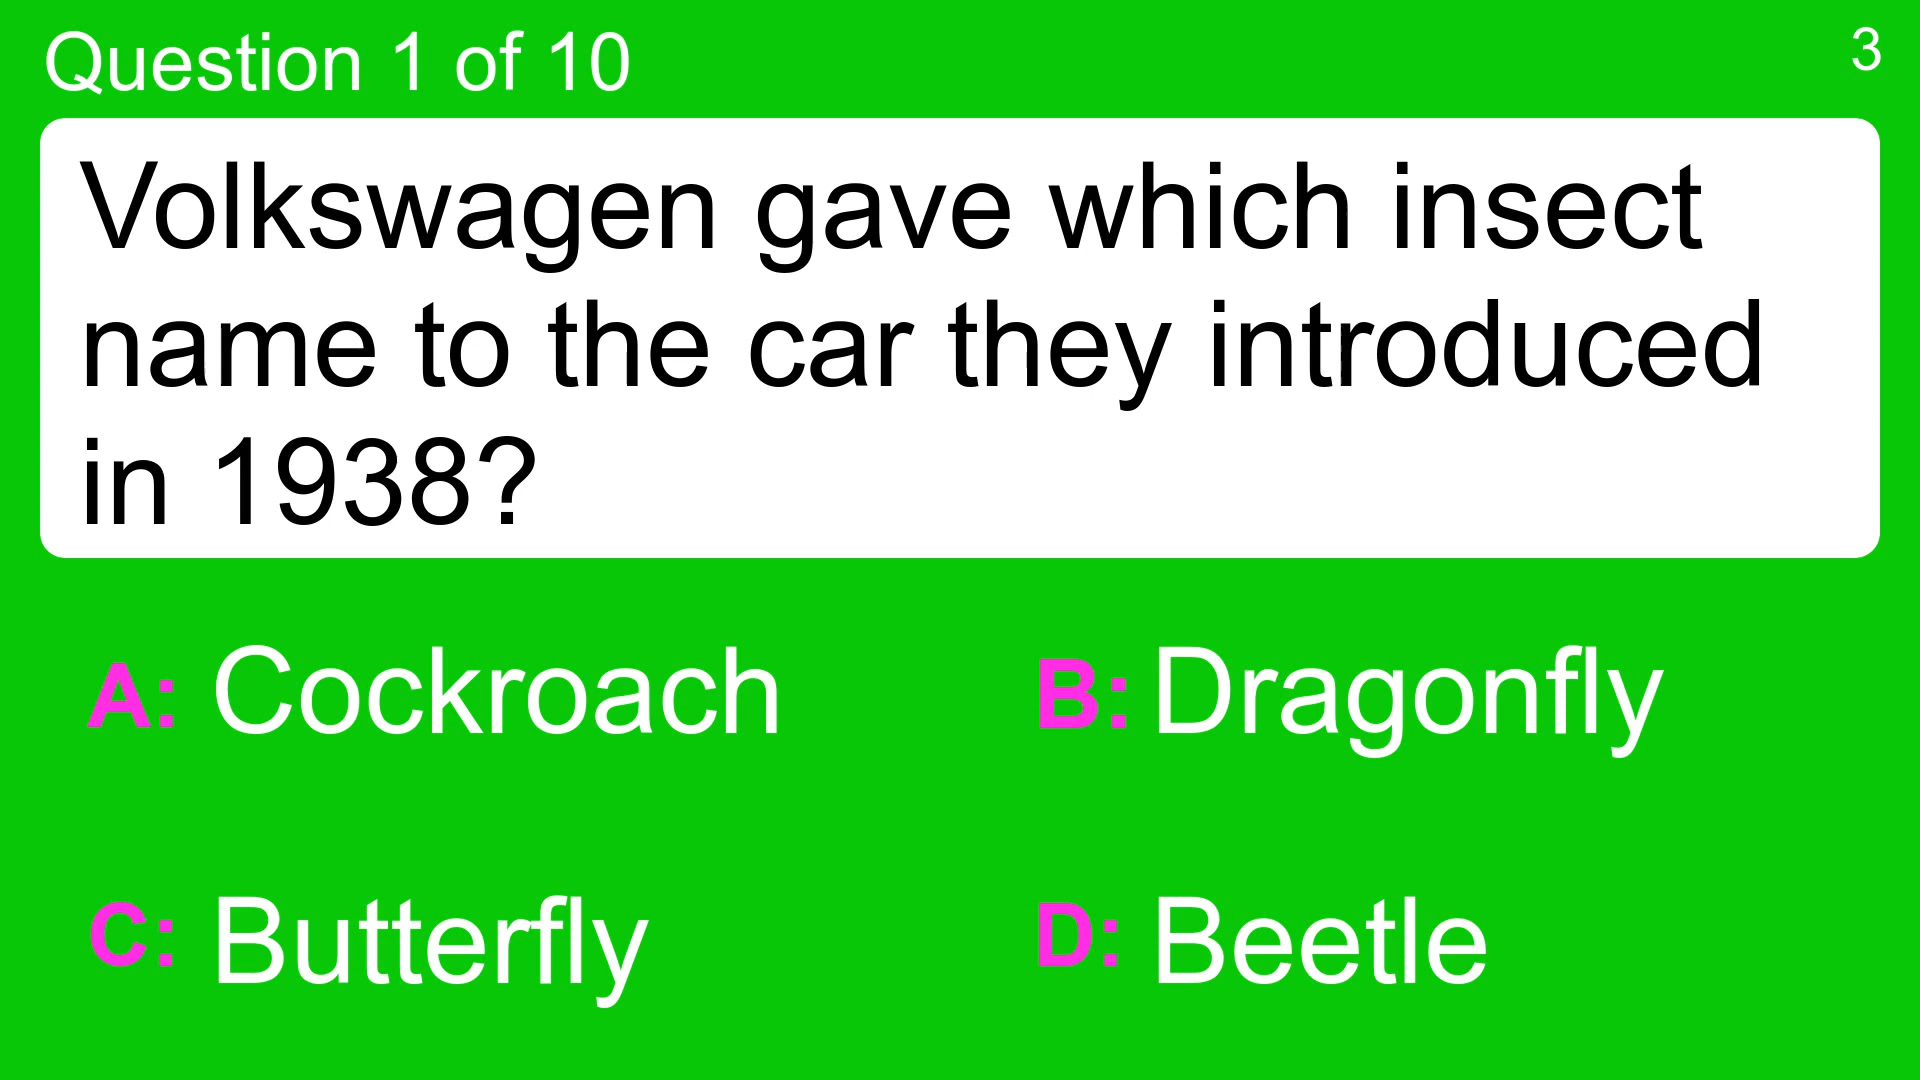 Question 1 of 10
3
Volkswagen gave which insect
name to the car they introduced
in 1938?
A: Cockroach
B: Dragonfly
C: Butterfly
D: Beetle